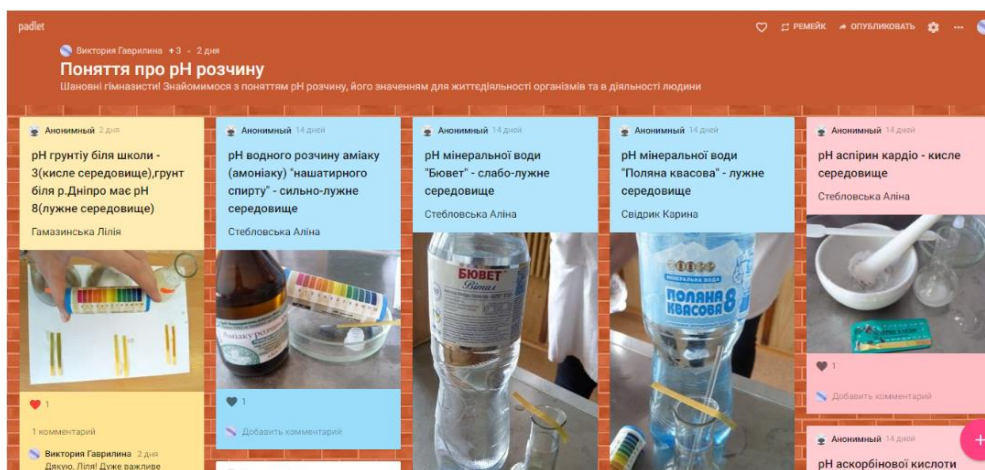 padlet
РЕМЕЙК
ОПУБЛИКОВАТЬ
Виктория Гаврилина +3 • 2 дня
Поняття про рН розчину
Шановні гімназисти! Знайомимося з поняттям рН розчину, його значенням для життєдіяльності організмів та в діяльності людини
Анонимный 2 дня
рН грунтіу біля школи -
3(кисле середовище),грунт
біля р.Дніпро має рН
8(лужне середовище)
Гамазинська Лілія
1
1 комментарий
Виктория Гаврилина 2 дня
Дякую, Ліля! Дуже важливе
Анонимный 14 дней
рН водного розчину аміаку
(амоніаку) "нашатирного
спирту" - сильно-лужне
середовище
Стебловська Аліна
1
Добавить комментарий
Анонимный 14 дней
рН мінеральної води
"Бювет" - слабо-лужне
середовище
Стебловська Аліна
БЮВЕТ
Вітал
Анонимный 14 дней
рН мінеральної води
"Поляна квасова" - лужне
середовище
Свідрик Карина
МІНЕРАЛЬНА ВОДА
ПОЛЯНА
КВАСОВА 8
Анонимный 14 дней
рН аспірин кардіо - кисле
середовище
Стебловська Аліна
1
Добавить комментарий
Анонимный 14 дней
рН аскорбінової кислоти